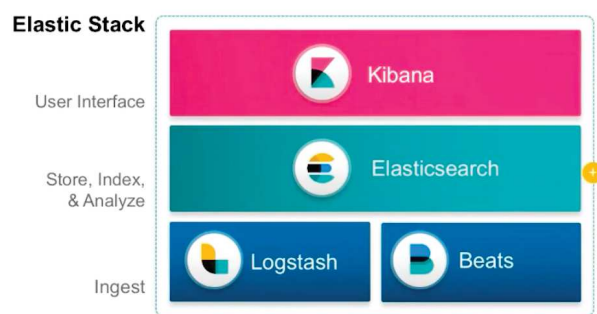 Elastic Stack
Kibana
User Interface
Elasticsearch
Store, Index,
& Analyze
Logstash
Beats
Ingest
+